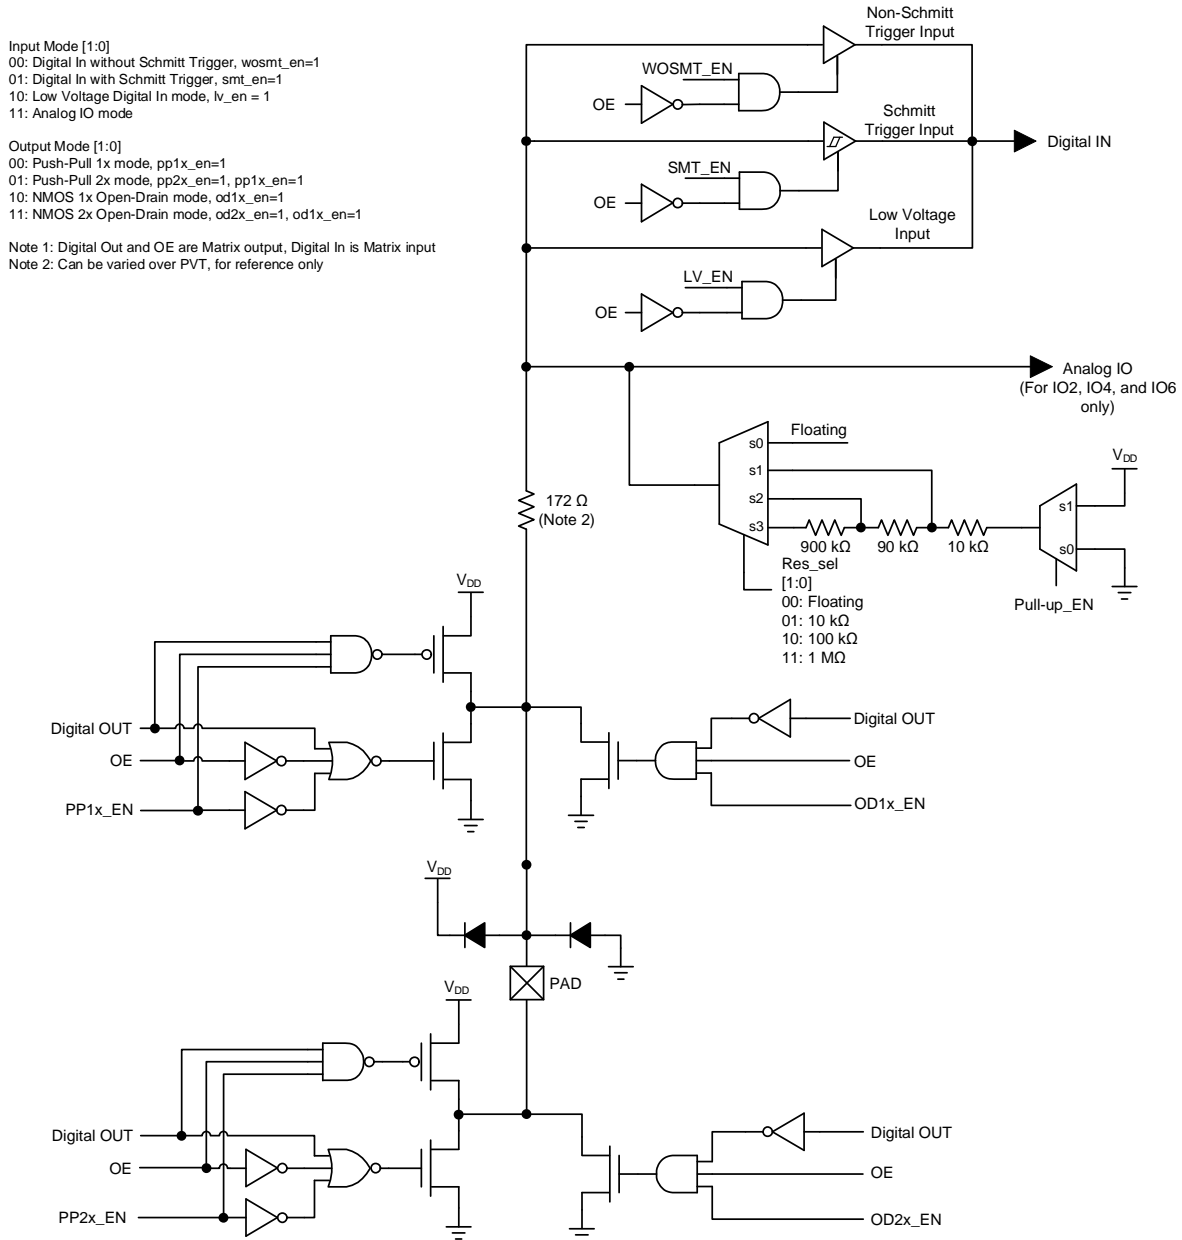 Input Mode [1:0]
00: Digital In without Schmitt Trigger, wosmt_en=1
01: Digital In with Schmitt Trigger, smt_en=1
10: Low Voltage Digital In mode, lv_en = 1
11: Analog IO mode
Output Mode [1:0]
00: Push-Pull 1x mode, pp1x_en=1
01: Push-Pull 2x mode, pp2x_en=1, pp1x_en=1
10: NMOS 1x Open-Drain mode, od1x_en=1
11: NMOS 2x Open-Drain mode, od2x_en=1, od1x_en=1
Note 1: Digital Out and OE are Matrix output, Digital In is Matrix input
Note 2: Can be varied over PVT, for reference only
Non-Schmitt
Trigger Input
WOSMT_EN
OE
Schmitt
Trigger Input
Digital IN
SMT_EN
OE
Low Voltage
Input
LV_EN
OE
Analog IO
(For IO2, IO4, and IO6
only)
s0
Floating
s1
s2
s3
900 kΩ
90 kΩ
10 kΩ
VDD
s1
s0
Pull-up_EN
Res_sel
[1:0]
00: Floating
01: 10 kΩ
10: 100 kΩ
11: 1 MΩ
172 Ω
(Note 2)
VDD
Digital OUT
OE
PP1x_EN
Digital OUT
OE
OD1x_EN
VDD
PAD
VDD
Digital OUT
OE
PP2x_EN
Digital OUT
OE
OD2x_EN